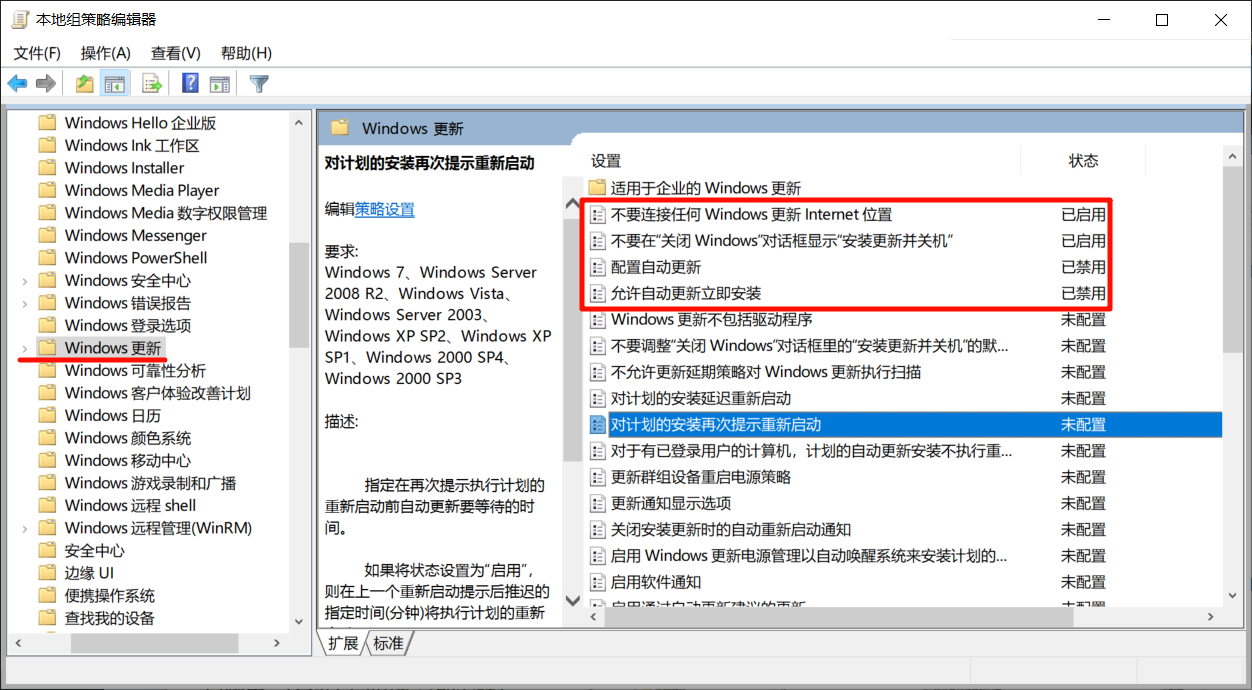 本地组策略编辑器
文件(F) 操作(A) 查看(V) 帮助(H)
Windows Hello 企业版
Windows Ink 工作区
Windows Installer
Windows Media Player
Windows Media 数字权限管理
Windows Messenger
Windows PowerShell
Windows 安全中心
Windows 错误报告
Windows 登录选项
Windows 更新
Windows 可靠性分析
Windows 客户体验改善计划
Windows 日历
Windows 颜色系统
Windows 移动中心
Windows 游戏录制和广播
Windows 远程 shell
Windows 远程管理(WinRM)
安全中心
边缘 UI
便携操作系统
查找我的设备
Windows 更新
对计划的安装再次提示重新启动
编辑策略设置
要求:
Windows 7、Windows Server
2008 R2、Windows Vista、
Windows Server 2003、
Windows XP SP2、Windows XP
SP1、Windows 2000 SP4、
Windows 2000 SP3
描述:
指定在再次提示执行计划的
重新启动前自动更新要等待的时
间。
如果将状态设置为“启用”,
则在上一个重新启动提示后推迟的
指定时间(分钟)将执行计划的重新
设置 状态
适用于企业的 Windows 更新
不要连接任何 Windows 更新 Internet 位置 已启用
不要在“关闭 Windows”对话框显示“安装更新并关机” 已启用
配置自动更新 已禁用
允许自动更新立即安装 已禁用
Windows 更新不包括驱动程序 未配置
不要调整“关闭 Windows”对话框里的“安装更新并关机”的默... 未配置
不允许更新延期策略对 Windows 更新执行扫描 未配置
对计划的安装延迟重新启动 未配置
对计划的安装再次提示重新启动 未配置
对于有已登录用户的计算机，计划的自动更新安装不执行重... 未配置
更新群组设备重启电源策略 未配置
更新通知显示选项 未配置
关闭安装更新时的自动重新启动通知 未配置
启用 Windows 更新电源管理以自动唤醒系统来安装计划的... 未配置
启用软件通知 未配置
启用通过自动更新建议的更新 未配置
扩展 标准